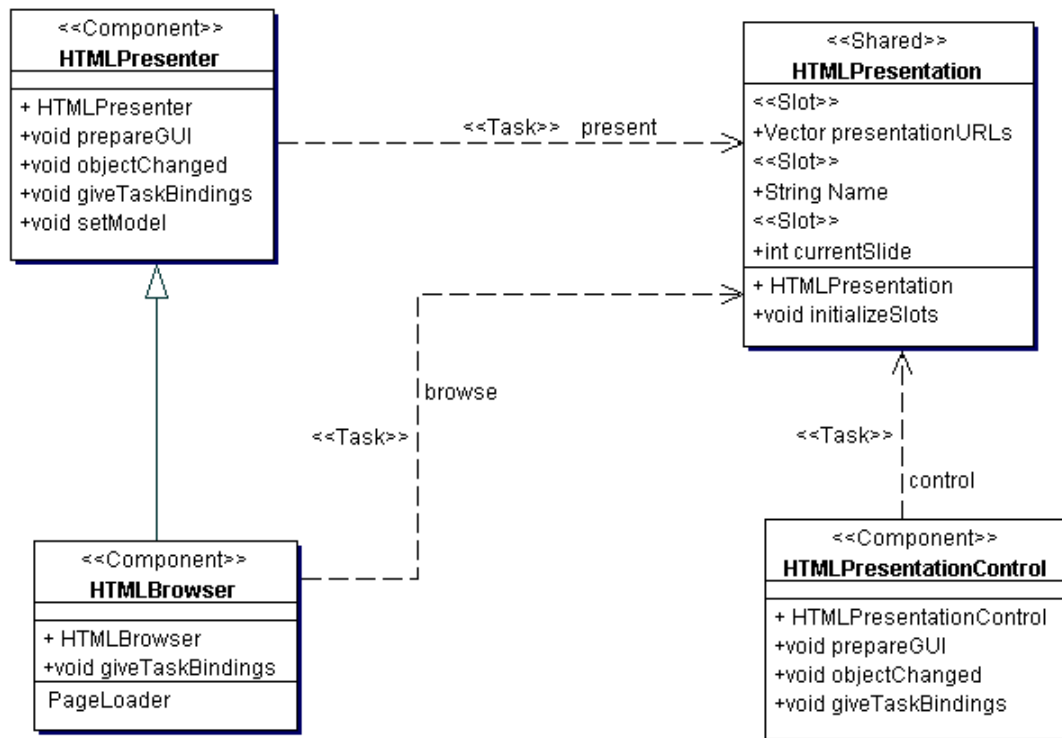 <<Component>>
HTMLPresenter
+ HTMLPresenter
+void prepareGUI
+void objectChanged
+void giveTaskBindings
+void setModel
<<Task>> present
<<Shared>>
HTMLPresentation
<<Slot>>
+Vector presentationURLs
<<Slot>>
+String Name
<<Slot>>
+int currentSlide
+ HTMLPresentation
+void initializeSlots
browse
<<Task>>
<<Task>>
control
<<Component>>
HTMLBrowser
+ HTMLBrowser
+void giveTaskBindings
PageLoader
<<Component>>
HTMLPresentationControl
+ HTMLPresentationControl
+void prepareGUI
+void objectChanged
+void giveTaskBindings